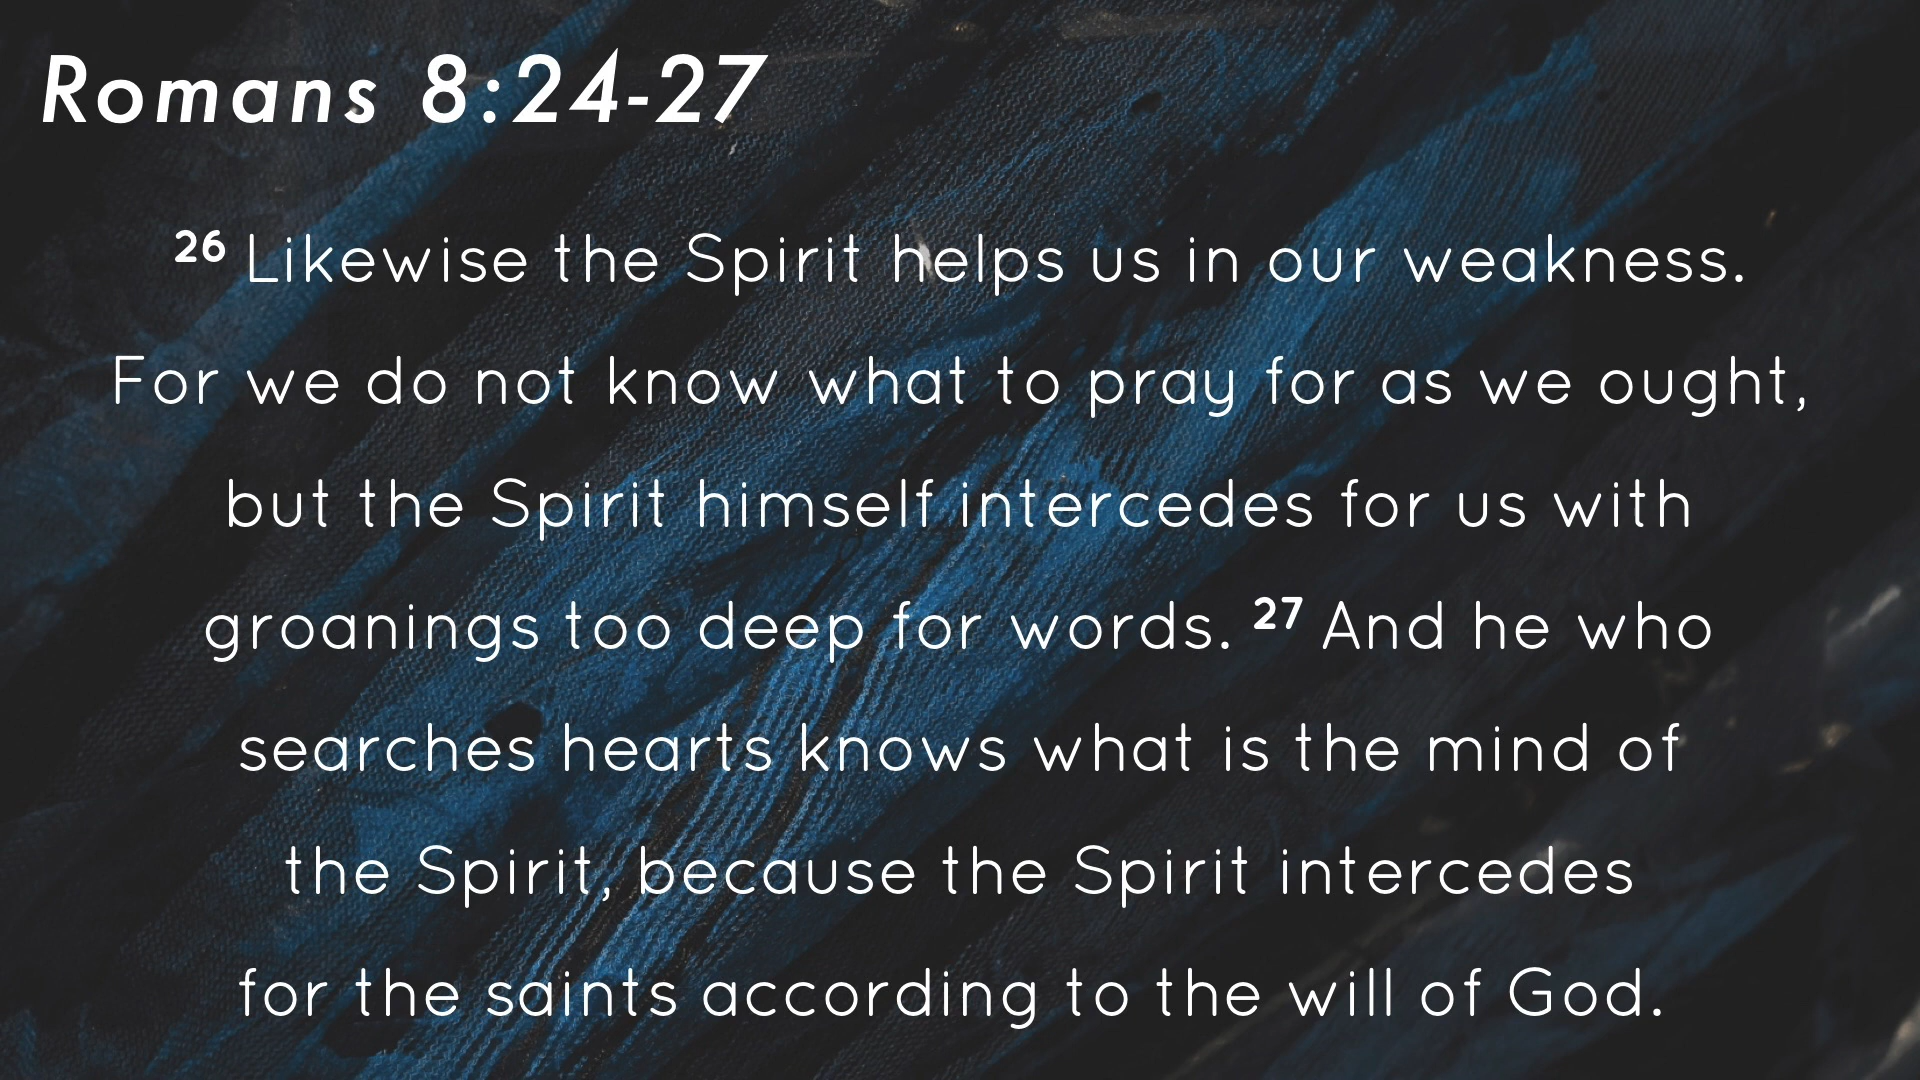 Romans 8:24-27
26 Likewise the Spirit helps us in our weakness.
For we do not know what to pray for as we ought,
but the Spirit himself intercedes for us with
groanings too deep for words. 27 And he who
searches hearts knows what is the mind of
the Spirit, because the Spirit intercedes
for the saints according to the will of God.